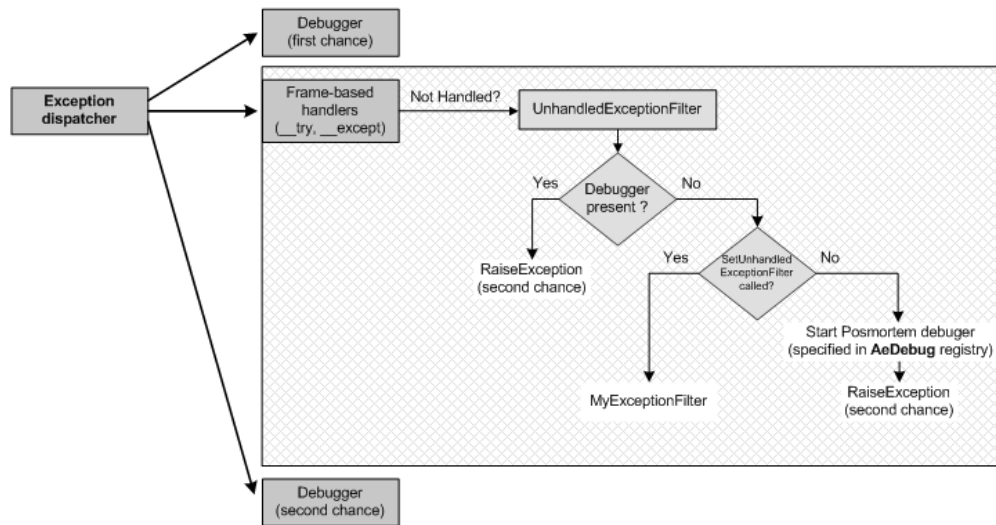 Debugger
(first chance)
Exception
dispatcher
Frame-based
handlers
(__try, __except)
Not Handled?
UnhandledExceptionFilter
Yes
Debugger
present ?
No
RaiseException
(second chance)
Yes
SetUnhandled
ExceptionFilter
called?
No
Start Posmortem debuger
(specified in AeDebug registry)
MyExceptionFilter
RaiseException
(second chance)
Debugger
(second chance)